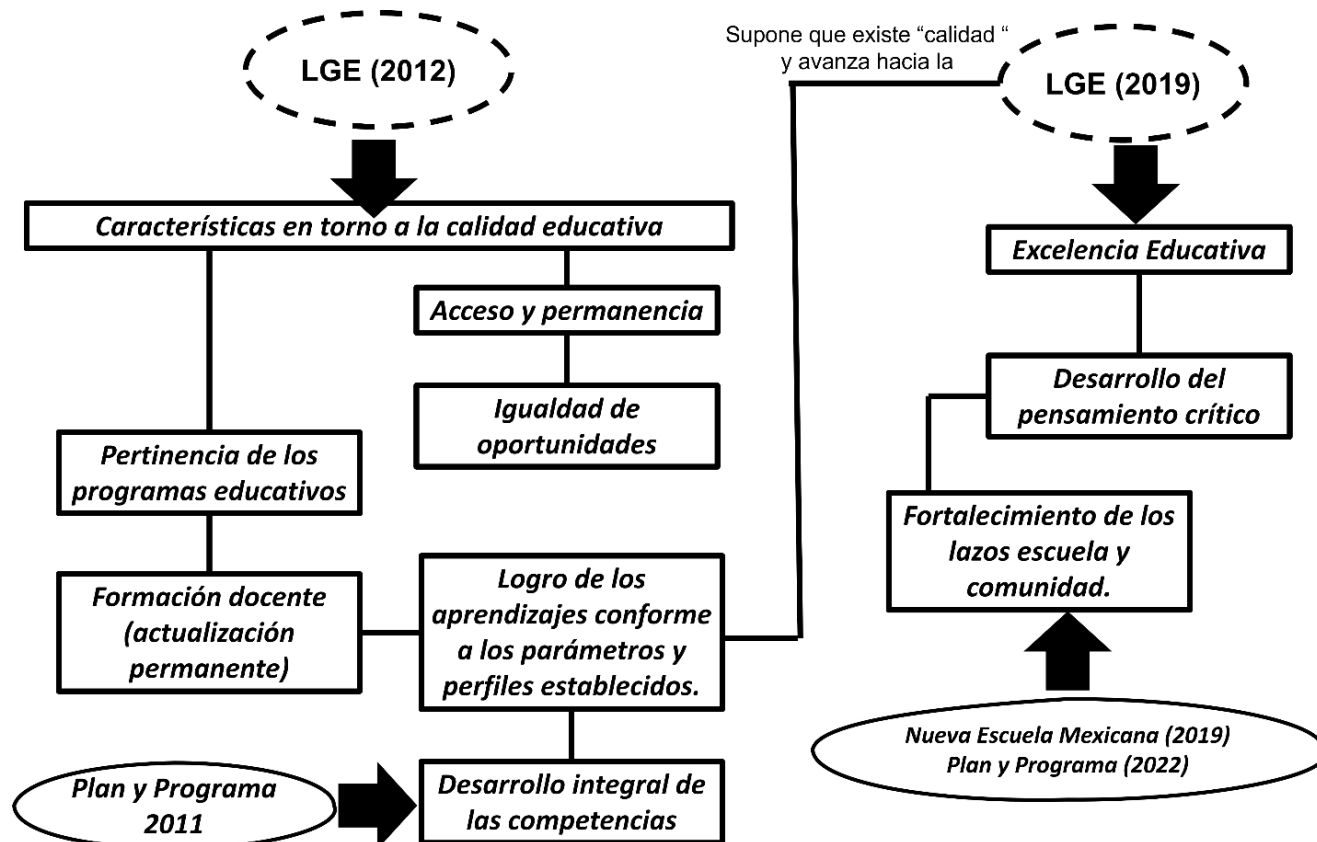 LGE (2012)
Características en torno a la calidad educativa
Acceso y permanencia
Igualdad de
oportunidades
Pertinencia de los
programas educativos
Formación docente
(actualización
permanente)
Logro de los
aprendizajes conforme
a los parámetros y
perfiles establecidos.
Plan y Programa
2011
Desarrollo integral de
las competencias
Supone que existe “calidad “
y avanza hacia la
LGE (2019)
Excelencia Educativa
Desarrollo del
pensamiento crítico
Fortalecimiento de los
lazos escuela y
comunidad.
Nueva Escuela Mexicana (2019)
Plan y Programa (2022)